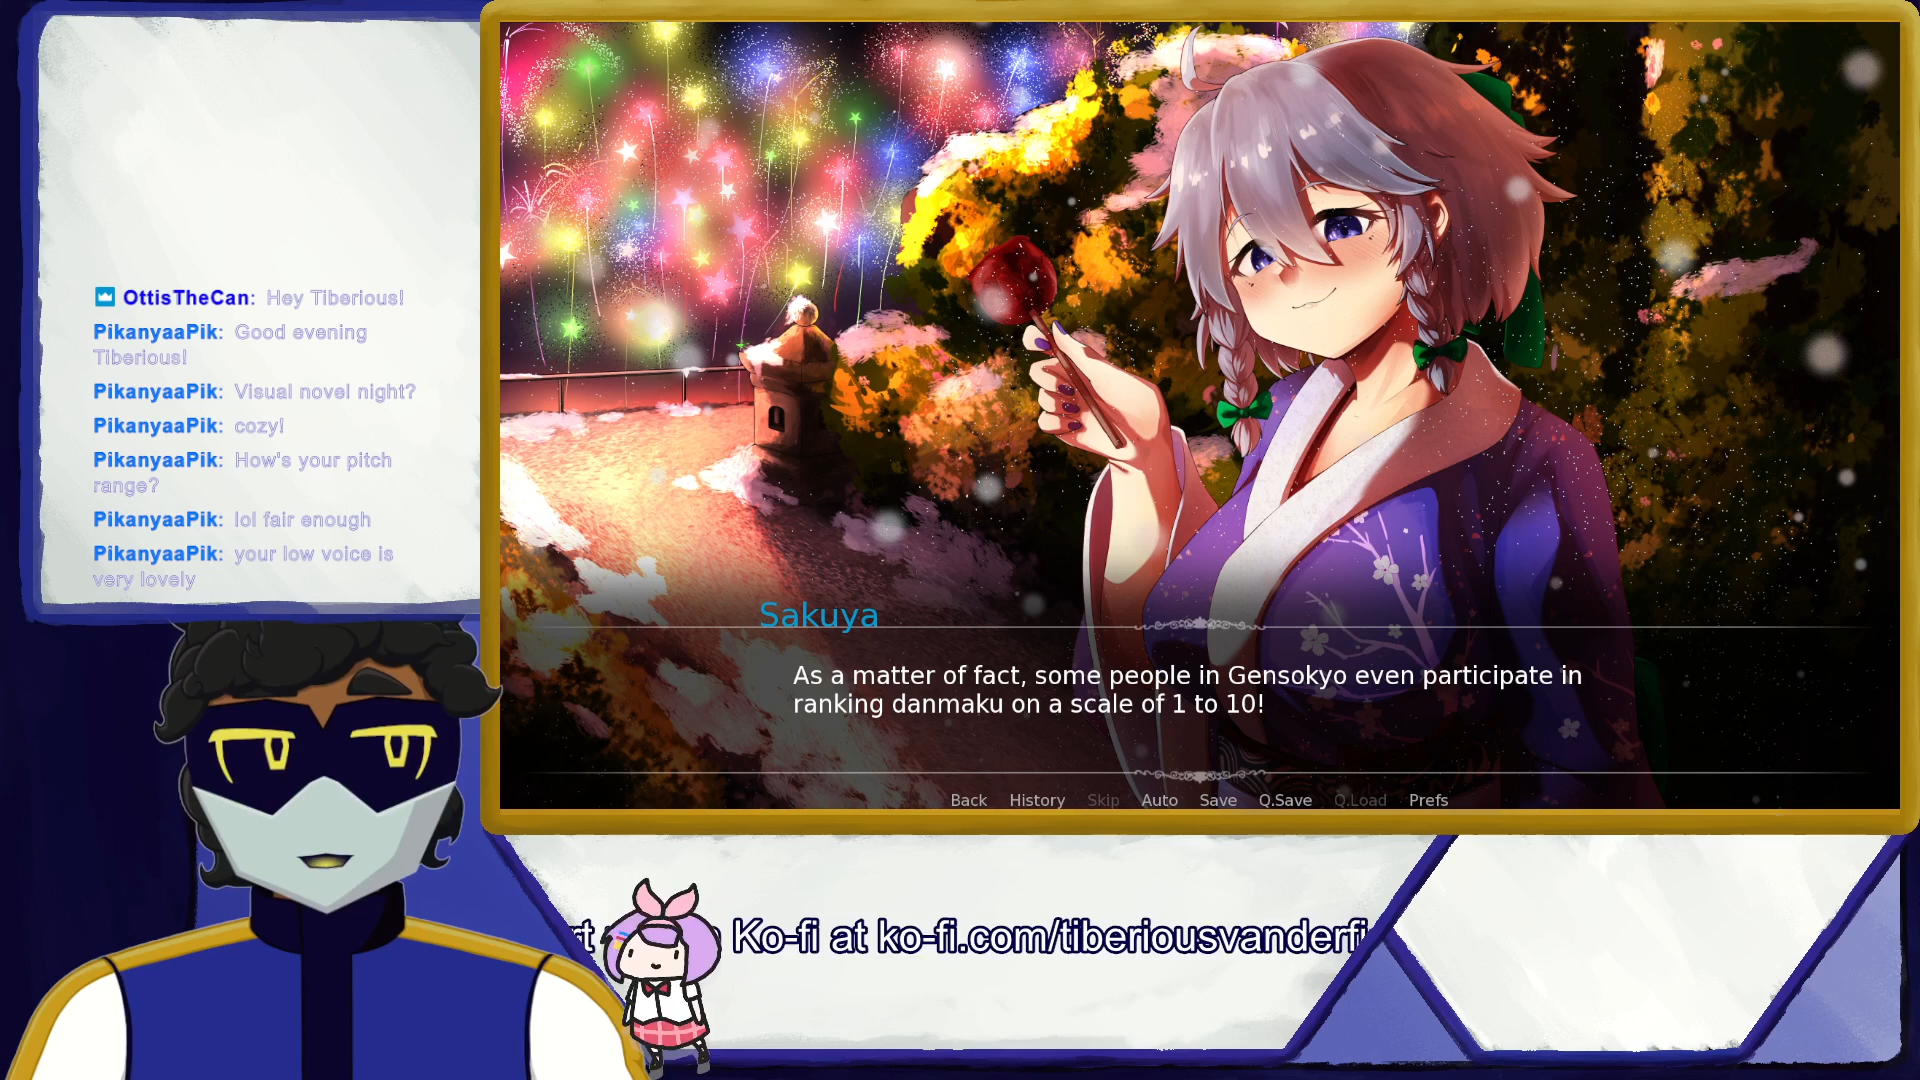 OttisTheCan: Hey Tiberious!
PikanyaaPik: Good evening
Tiberious!
PikanyaaPik: Visual novel night?
PikanyaaPik: cozy!
PikanyaaPik: How's your pitch
range?
PikanyaaPik: lol fair enough
PikanyaaPik: your low voice is
very lovely
Sakuya
As a matter of fact, some people in Gensokyo even participate in
ranking danmaku on a scale of 1 to 10!
Back History Skip Auto Save Q.Save Q.Load Prefs
Ko-fi at ko-fi.com/tiberiousvanderfi